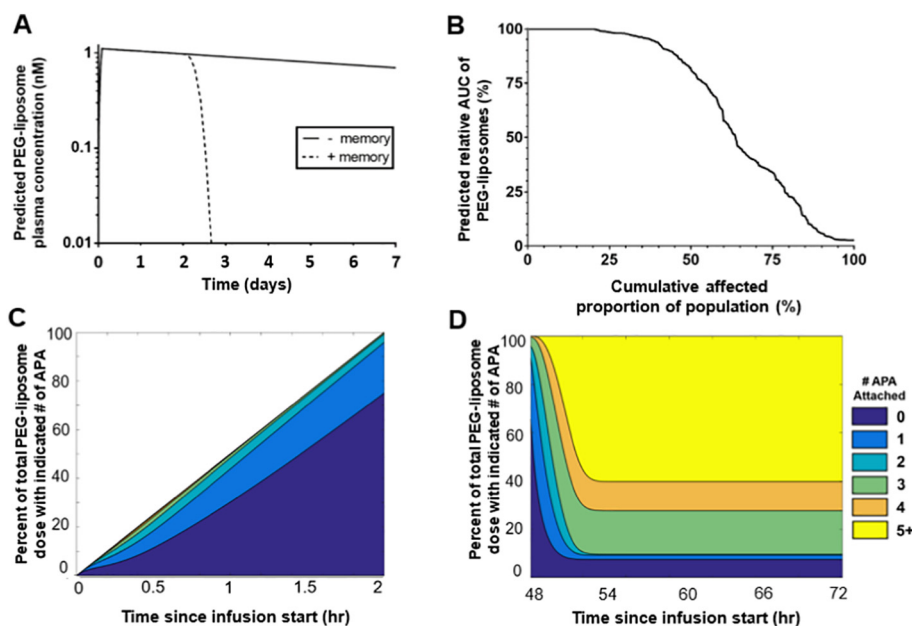 A
Predicted PEG-liposome
plasma concentration (nM)
1
0.1
0.01
- memory
+ memory
0 1 2 3 4 5 6 7
Time (days)
B
Predicted relative AUC of
PEG-liposomes (%)
100
75
50
25
0
0 25 50 75 100
Cumulative affected
proportion of population (%)
C
Percent of total PEG-liposome
dose with indicated # of APA
100
80
60
40
20
0
0 0.5 1 1.5 2
Time since infusion start (hr)
D
Percent of total PEG-liposome
dose with indicated # of APA
100
80
60
40
20
0
48 54 60 66 72
Time since infusion start (hr)
# APA
Attached
0
1
2
3
4
5+